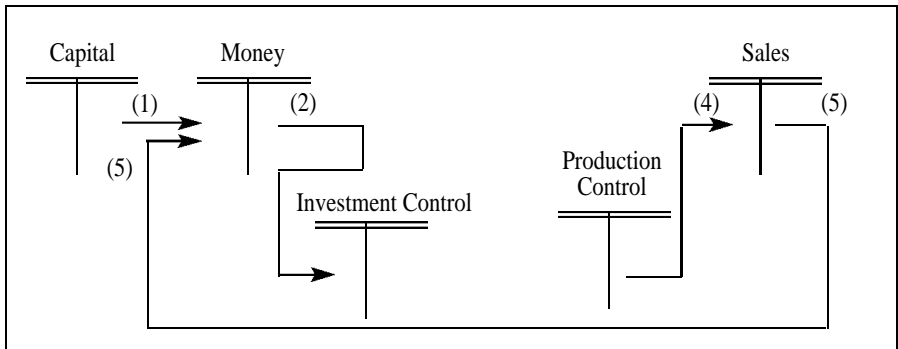 Capital
Money
Sales
(1)
(2)
(4)
(5)
(5)
Production
Control
Investment Control